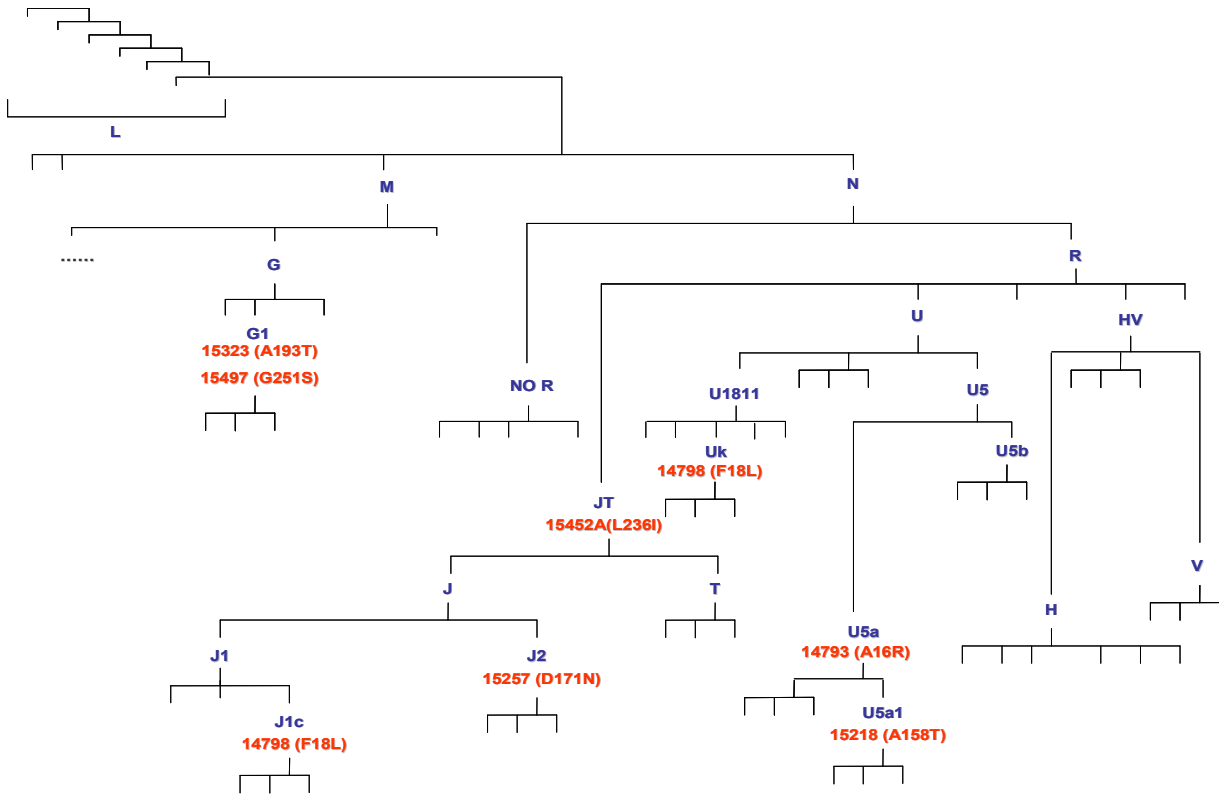 L
M
N
......
G
R
G1
15323 (A193T)
15497 (G251S)
U
HV
NO R
U1811
U5
Uk
14798 (F18L)
U5b
JT
15452A(L236I)
J
T
V
H
J1
J2
15257 (D171N)
U5a
14793 (A16R)
J1c
14798 (F18L)
U5a1
15218 (A158T)